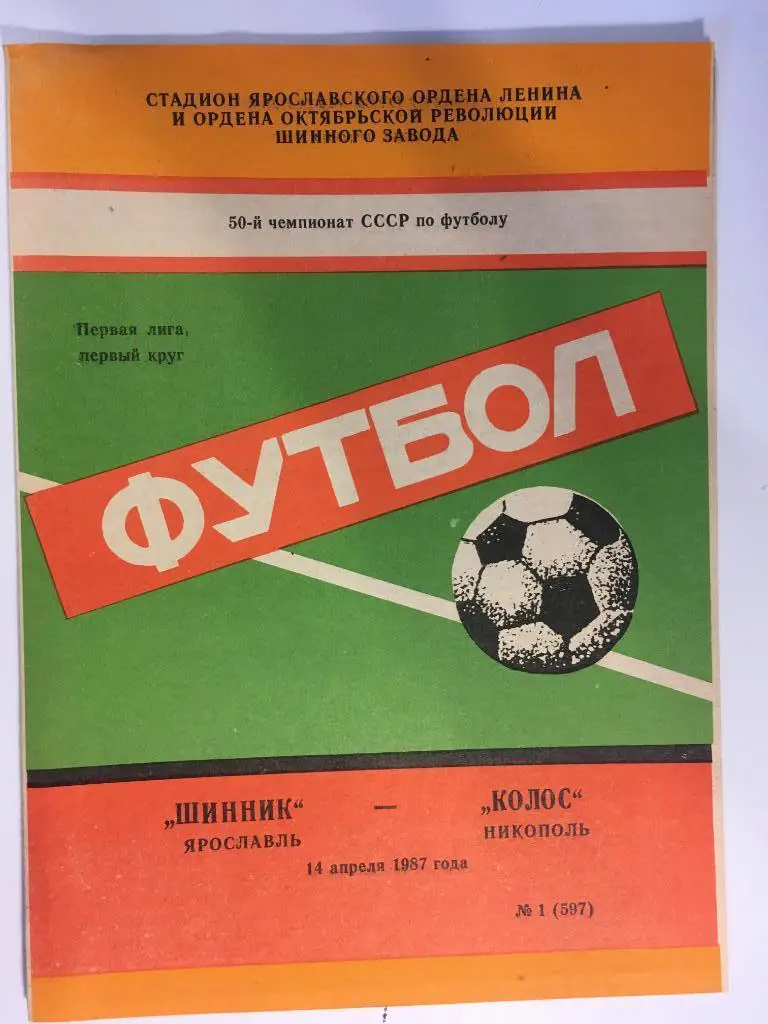 СТАДИОН ЯРОСЛАВСКОГО ОРДЕНА ЛЕНИНА
И ОРДЕНА ОКТЯБРЬСКОЙ РЕВОЛЮЦИИ
ШИННОГО ЗАВОДА
50-й чемпионат СССР по футболу
Первая лига,
первый круг
ФУТБОЛ
„ШИННИК“ — „КОЛОС“
ЯРОСЛАВЛЬ НИКОПОЛЬ
14 апреля 1987 года
№ 1 (597)